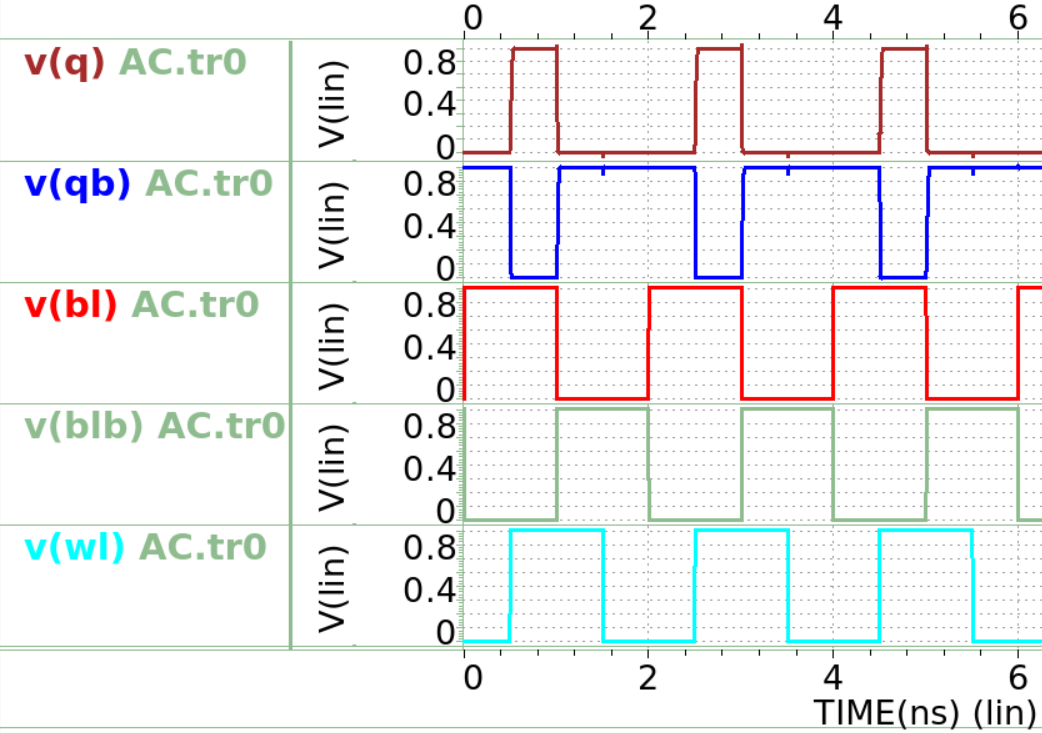 0 2 4 6
v(q) AC.tr0
V(lin)
0.8
0.4
0
v(qb) AC.tr0
V(lin)
0.8
0.4
0
v(bl) AC.tr0
V(lin)
0.8
0.4
0
v(blb) AC.tr0
V(lin)
0.8
0.4
0
v(wl) AC.tr0
V(lin)
0.8
0.4
0
0 2 4 6
TIME(ns) (lin)